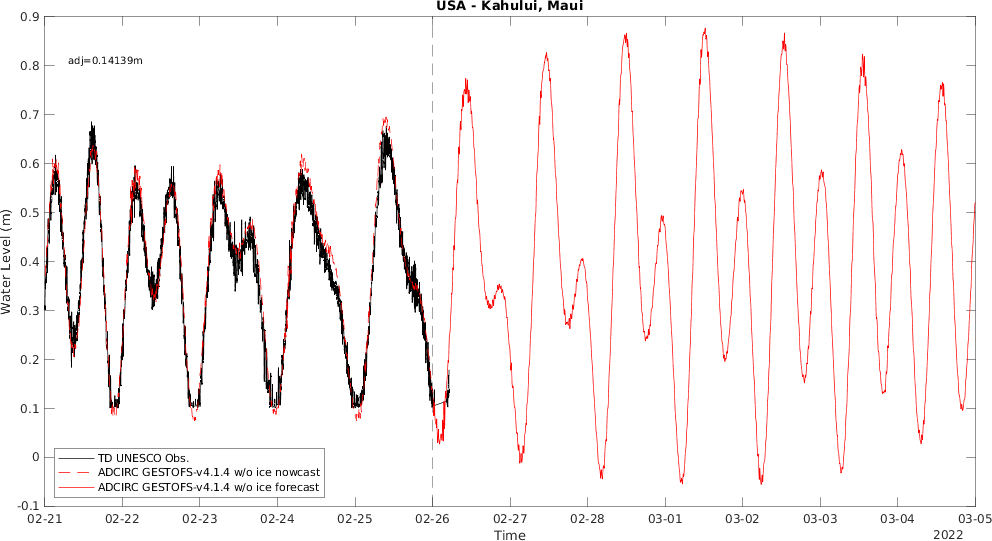 USA - Kahului, Maui
adj=0.14139m
0.9
0.8
0.7
0.6
0.5
0.4
0.3
0.2
0.1
0
-0.1
Water Level (m)
TD UNESCO Obs.
ADCIRC GESTOFS-v4.1.4 w/o ice nowcast
ADCIRC GESTOFS-v4.1.4 w/o ice forecast
02-21 02-22 02-23 02-24 02-25 02-26 02-27 02-28 03-01 03-02 03-03 03-04 03-05
Time
2022